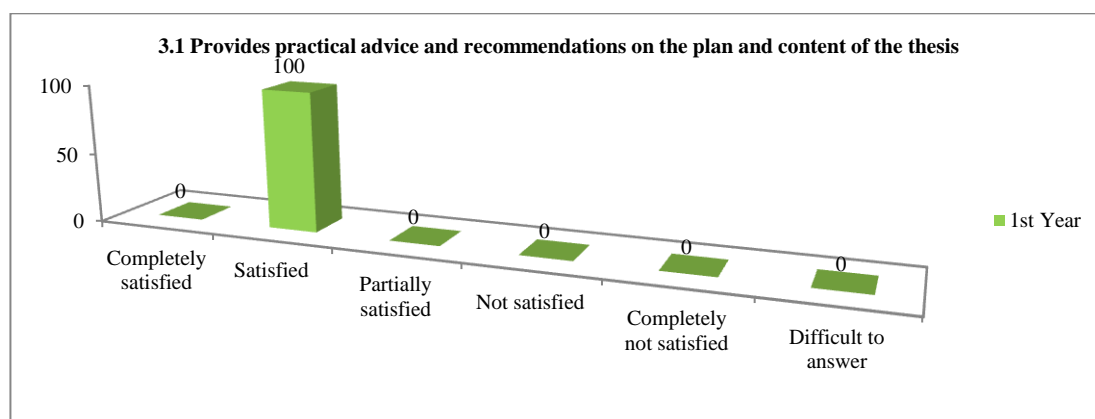 3.1 Provides practical advice and recommendations on the plan and content of the thesis
100
100
50
0
0
0
0
0
0
Completely
satisfied
Satisfied
Partially
satisfied
Not satisfied
Completely
not satisfied
Difficult to
answer
1st Year